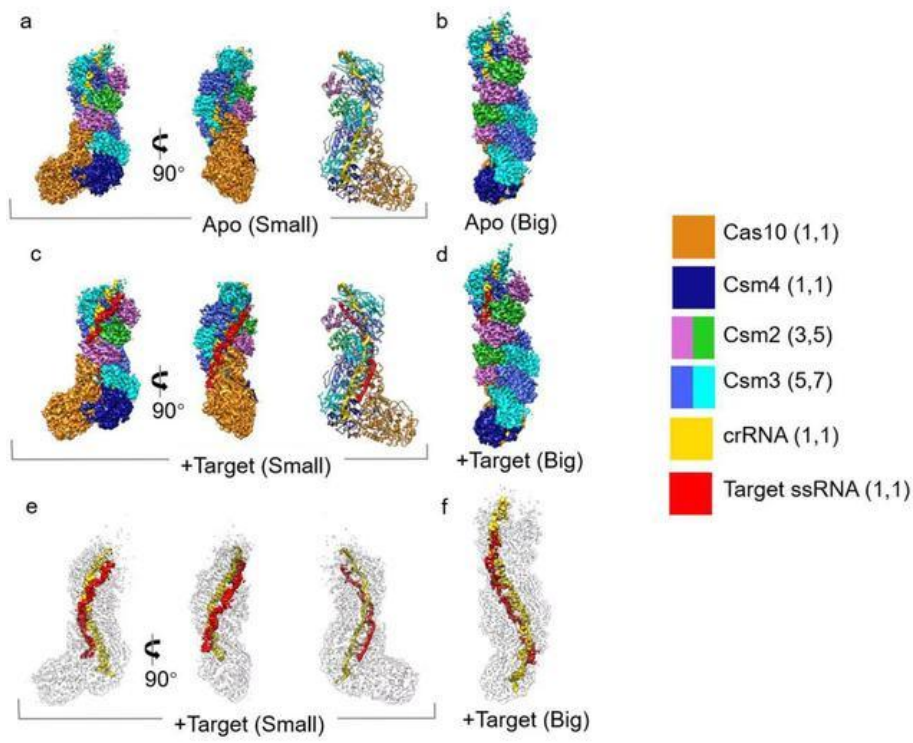 a
b
90°
Apo (Small)
Apo (Big)
c
d
90°
+Target (Small)
+Target (Big)
e
f
90°
+Target (Small)
+Target (Big)
Cas10 (1,1)
Csm4 (1,1)
Csm2 (3,5)
Csm3 (5,7)
crRNA (1,1)
Target ssRNA (1,1)